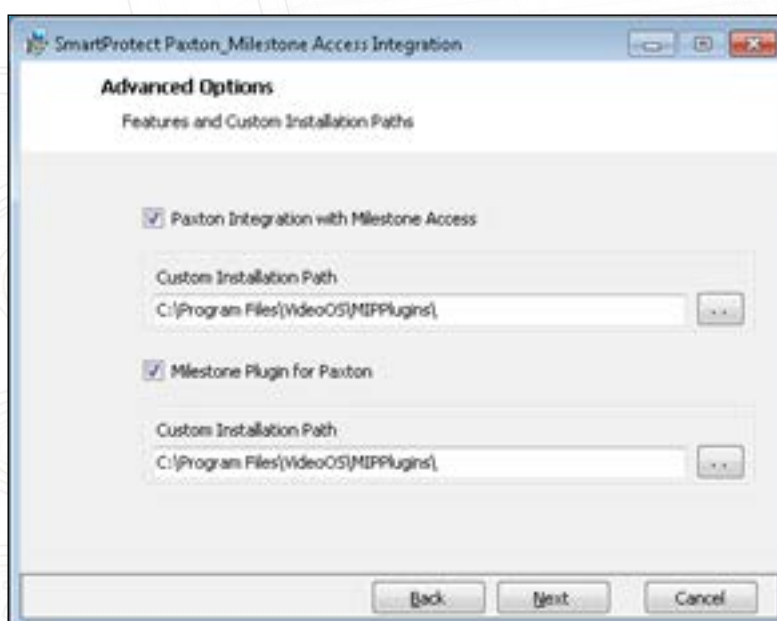 SmartProtect Paxton_Milestone Access Integration
Advanced Options
Features and Custom Installation Paths
Paxton Integration with Milestone Access
Custom Installation Path
C:\Program Files\VideoOS\MIPPlugins\
..
Milestone Plugin for Paxton
Custom Installation Path
C:\Program Files\VideoOS\MIPPlugins\
..
Back Next Cancel